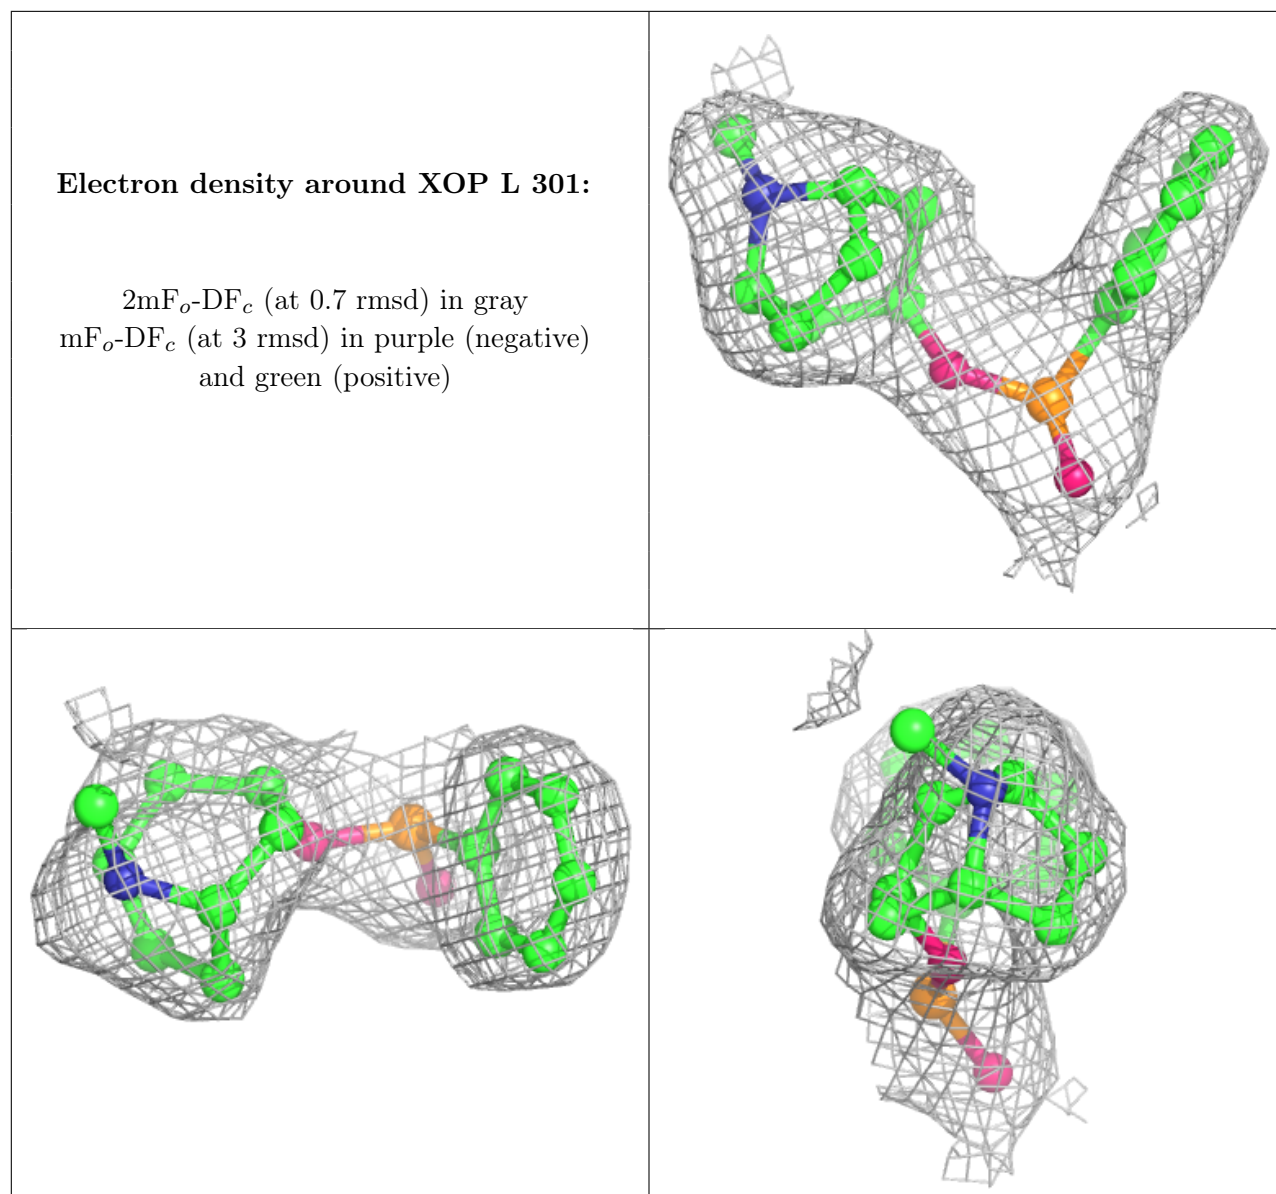 Electron density around XOP L 301:
2mFo-DFc (at 0.7 rmsd) in gray
mFo-DFc (at 3 rmsd) in purple (negative)
and green (positive)